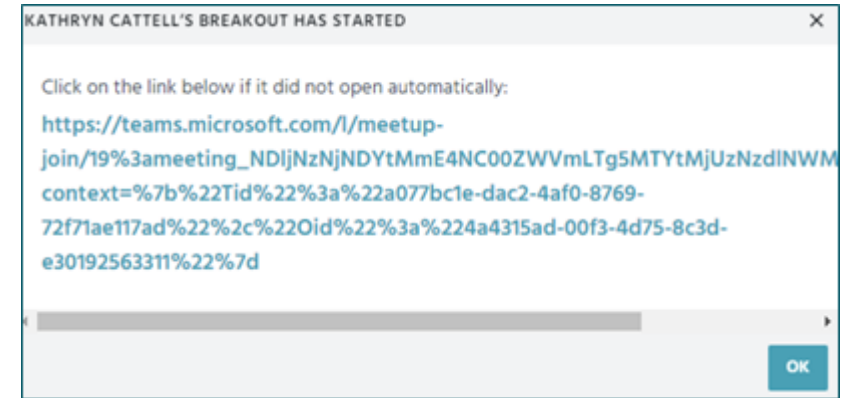 KATHRYN CATTELL'S BREAKOUT HAS STARTED
Click on the link below if it did not open automatically:
https://teams.microsoft.com/l/meetup-
join/19%3ameeting_NDljNzNjNDYtMmE4NC00ZWVmLTg5MTYtMjUzNzdlNWM
context=%7b%22Tid%22%3a%22a077bc1e-dac2-4af0-8769-
72f71ae117ad%22%2c%22Oid%22%3a%224a4315ad-00f3-4d75-8c3d-
e30192563311%22%7d
OK